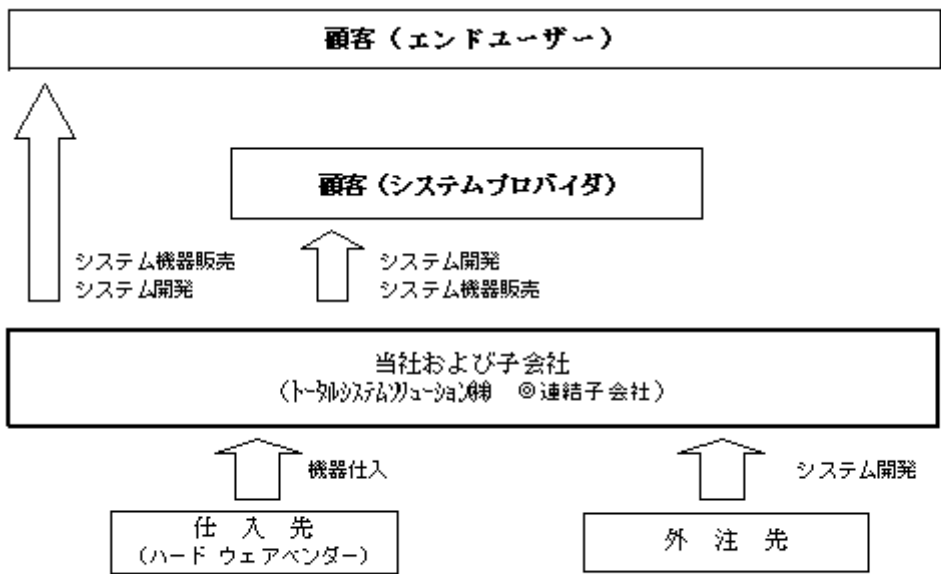 顧客（エンドユーザー）
顧客（システムプロバイダ）
システム機器販売
システム開発
システム開発
システム機器販売
当社および子会社
（ﾄｰﾀﾙｼｽﾃﾑｿﾘｭｰｼｮﾝ㈱　◎連結子会社）
機器仕入
システム開発
仕　入　先
（ハードウェアベンダー）
外　注　先